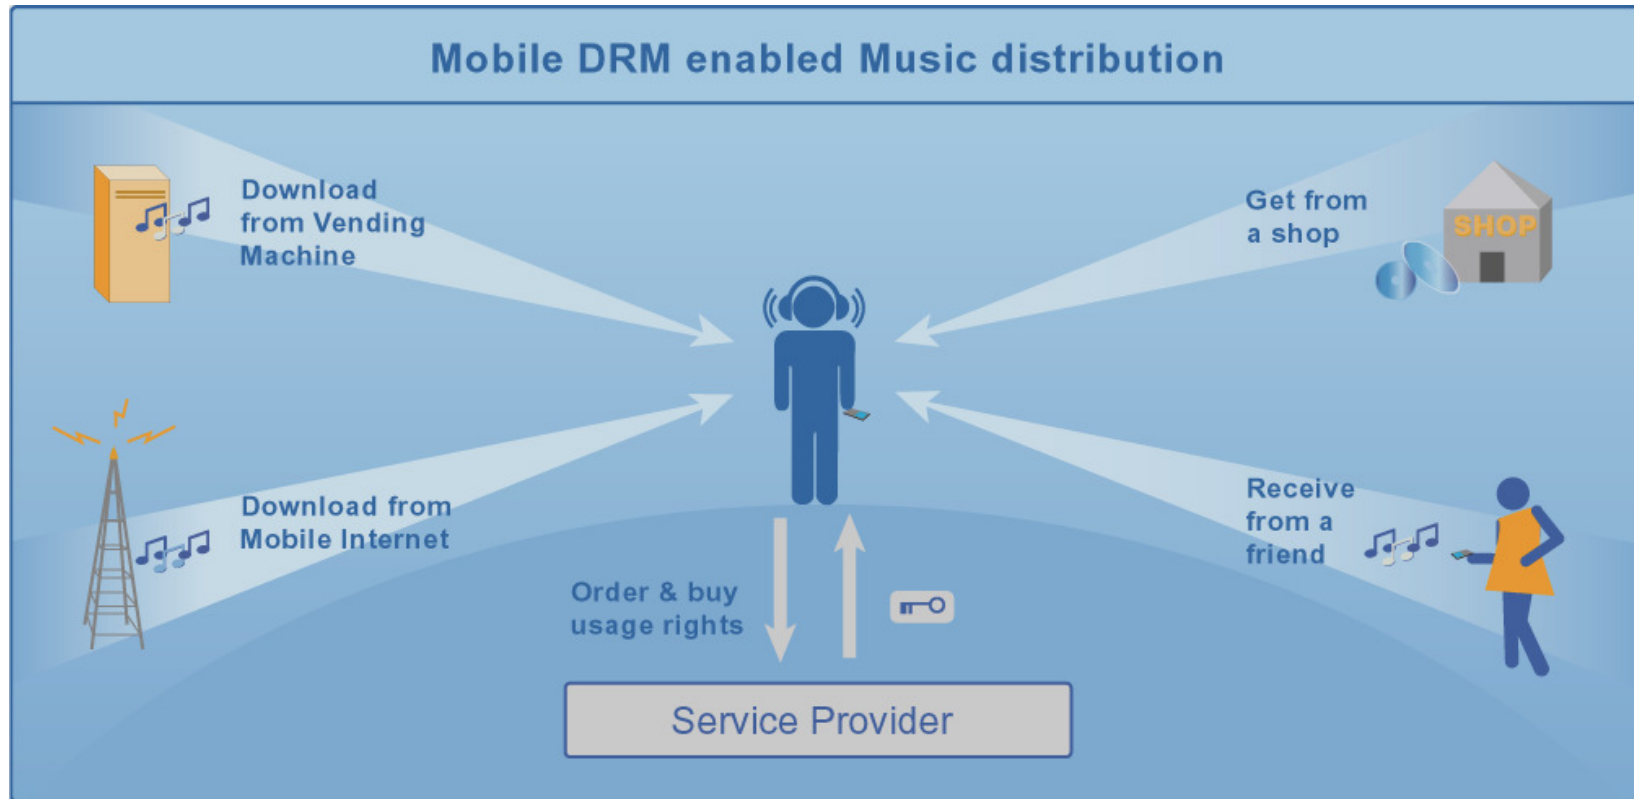 Mobile DRM enabled Music distribution
Download
from Vending
Machine
Get from
a shop
SHOP
Download from
Mobile Internet
Receive
from a
friend
Order & buy
usage rights
Service Provider